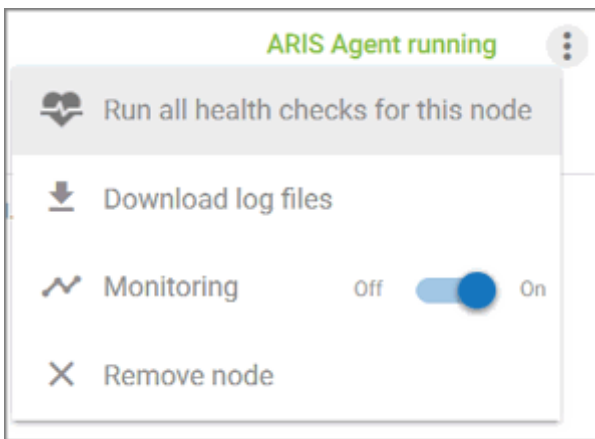 ARIS Agent running
Run all health checks for this node
Download log files
Monitoring Off On
Remove node